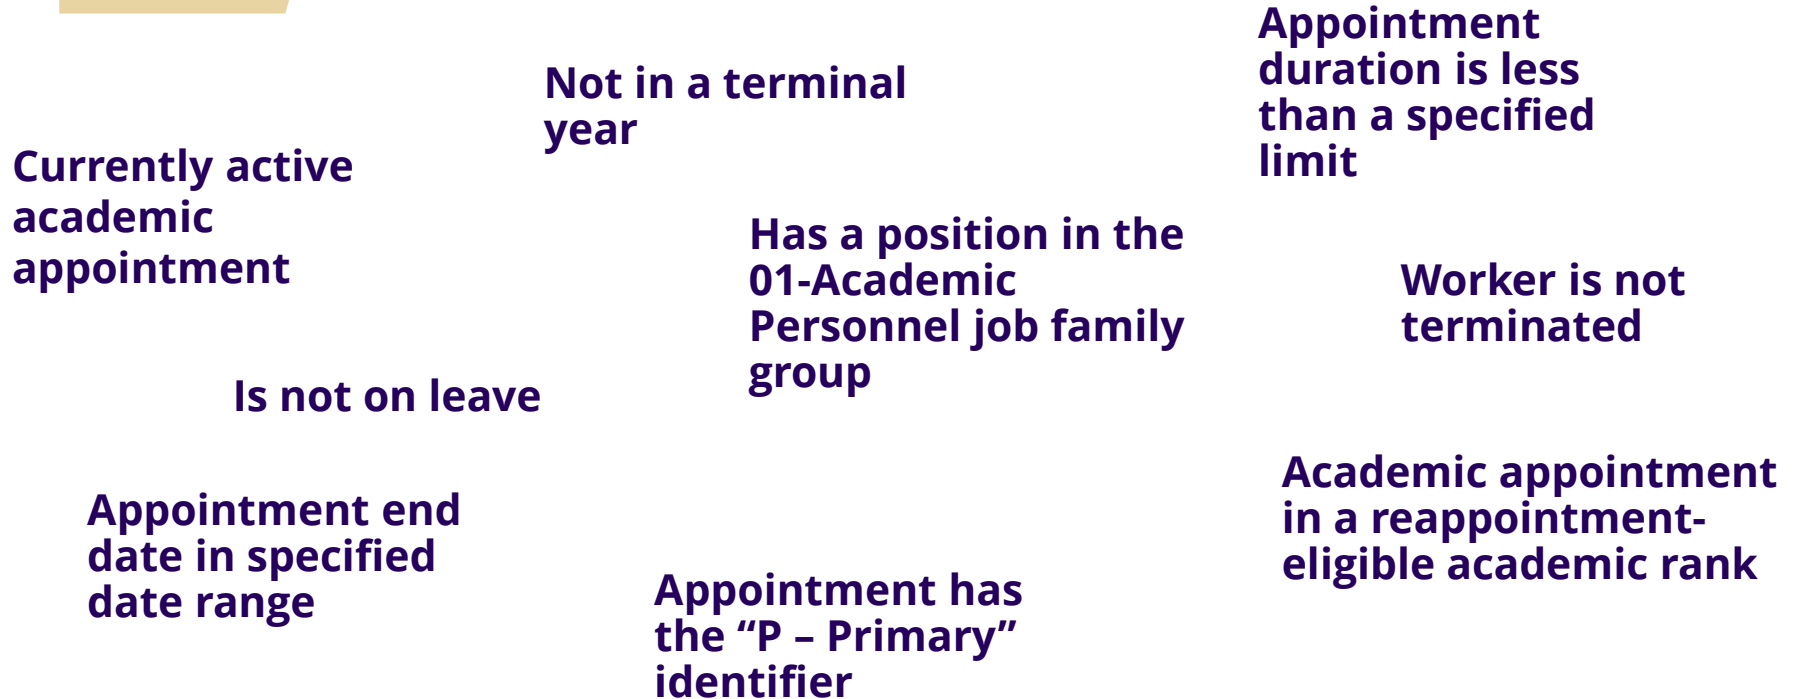 Appointment
duration is less
than a specified
limit
Not in a terminal
year
Currently active
academic
appointment
Has a position in the
01-Academic
Personnel job family
group
Worker is not
terminated
Is not on leave
Academic appointment
in a reappointment-
eligible academic rank
Appointment end
date in specified
date range
Appointment has
the “P – Primary”
identifier